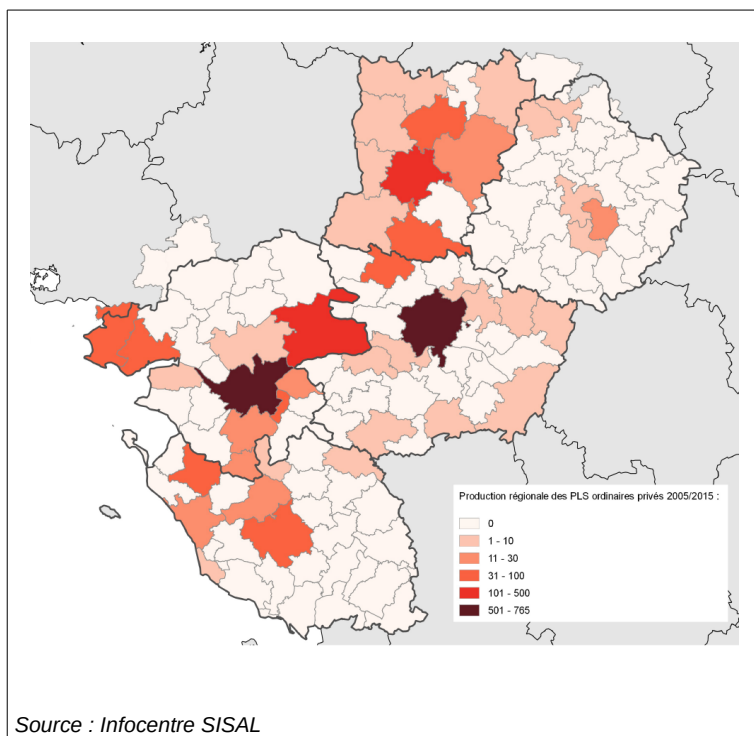 Production régionale des PLS ordinaires privés 2005/2015 :
0
1 - 10
11 - 30
31 - 100
101 - 500
501 - 765
Source : Infocentre SISAL